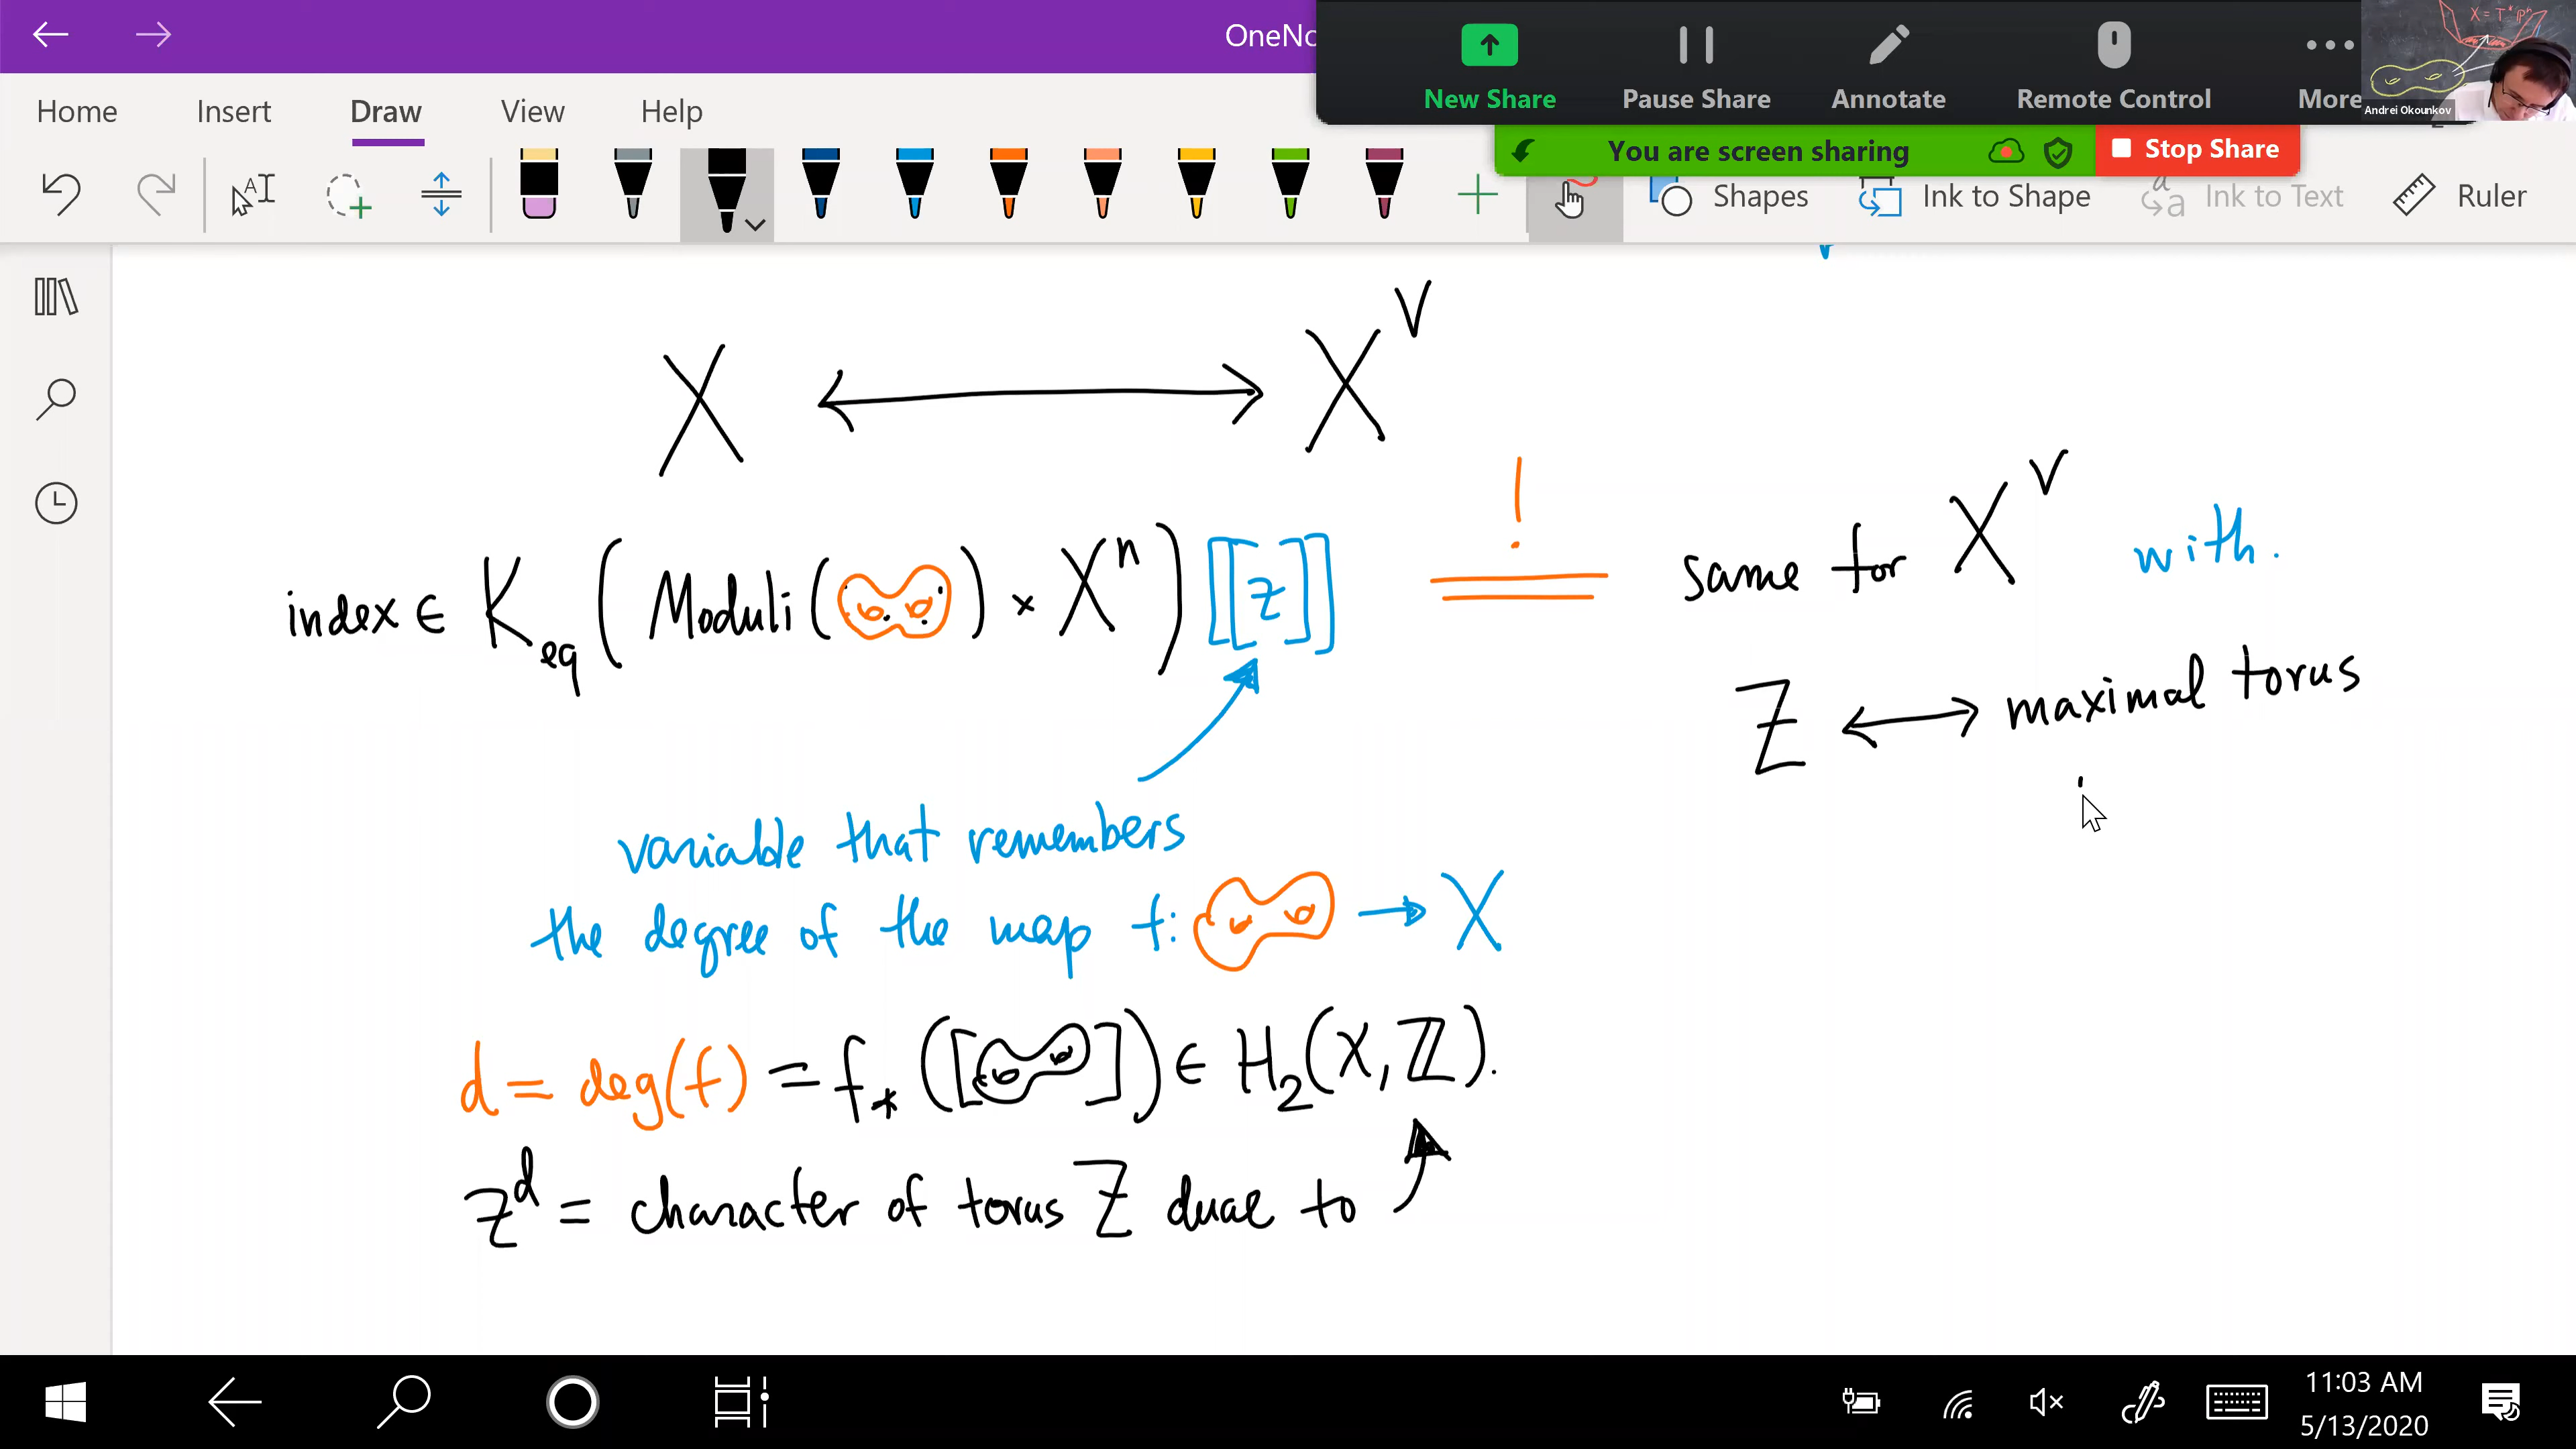 OneNo
New Share
Pause Share
Annotate
Remote Control
More
X = T*ℙⁿ
Andrei Okounkov
You are screen sharing
Stop Share
Home
Insert
Draw
View
Help
Shapes
Ink to Shape
Ink to Text
Ruler
X ⟷ X^∨
index ∈ K_eq ( Moduli ( ) × X^n ) [[z]]
!
same for X^∨ with.
Z ⟷ maximal torus
variable that remembers
the degree of the map f: → X
d = deg(f) = f_* ([ ]) ∈ H_2(X, ℤ).
z^d = character of torus Z dual to
11:03 AM
5/13/2020